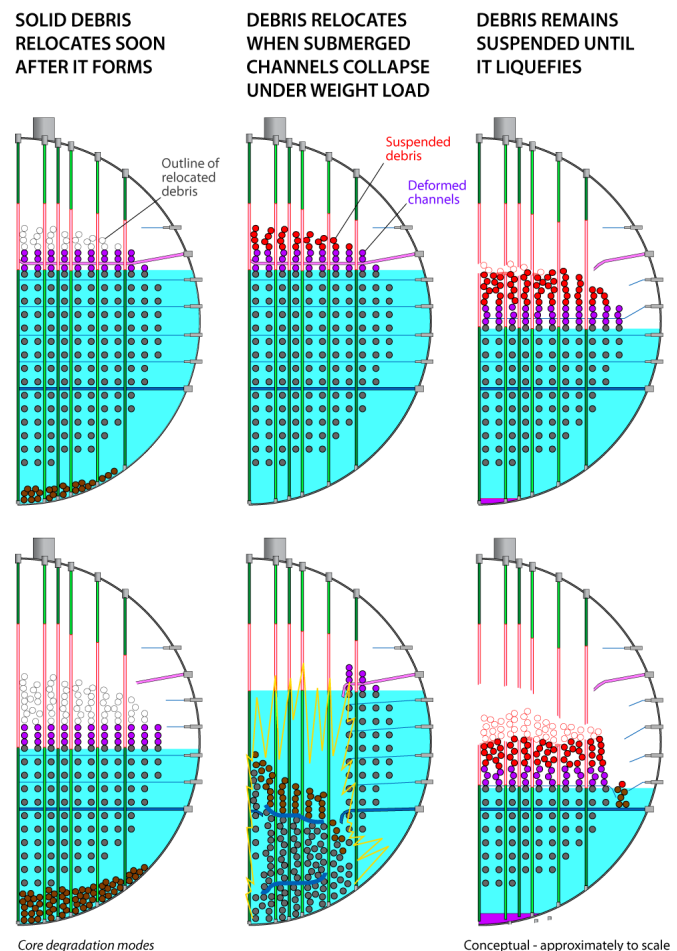 SOLID DEBRIS
RELOCATES SOON
AFTER IT FORMS
DEBRIS RELOCATES
WHEN SUBMERGED
CHANNELS COLLAPSE
UNDER WEIGHT LOAD
DEBRIS REMAINS
SUSPENDED UNTIL
IT LIQUEFIES
Outline of
relocated
debris
Suspended
debris
Deformed
channels
Core degradation modes
Conceptual - approximately to scale